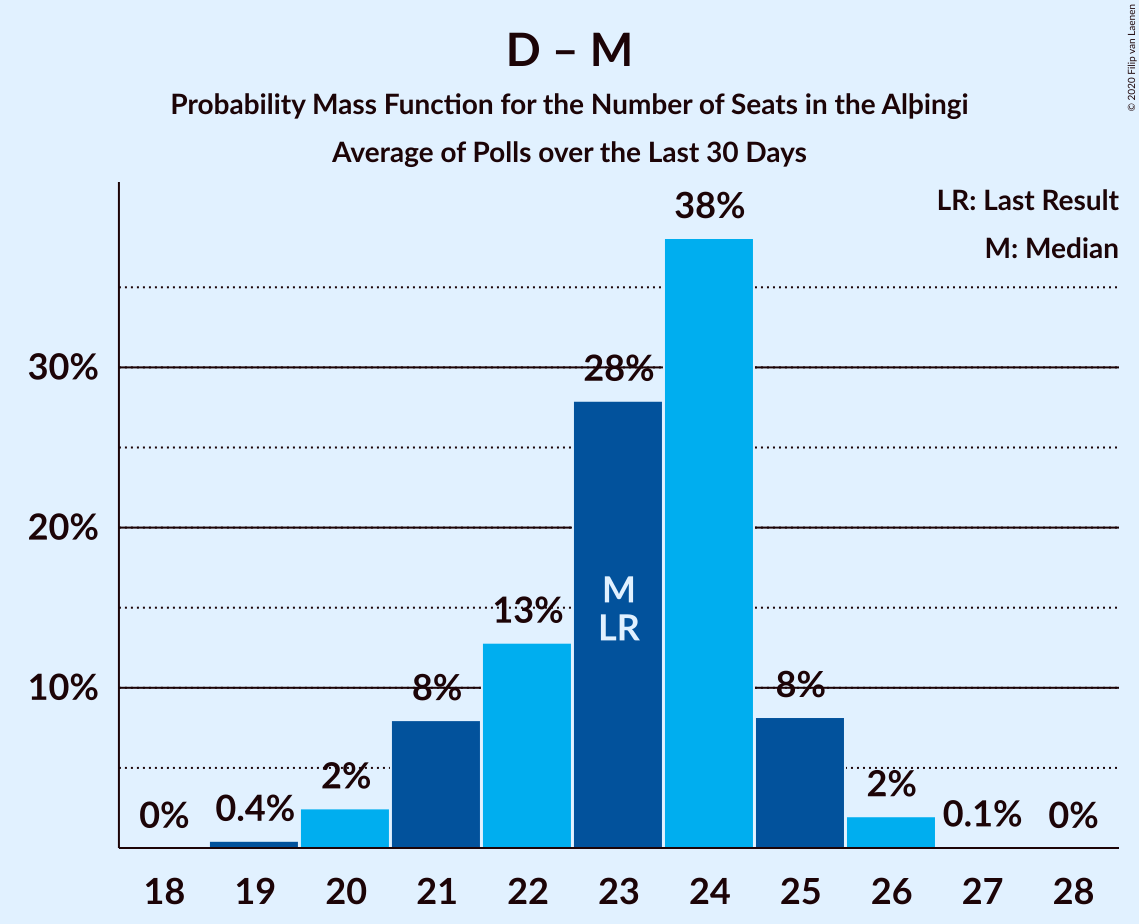 D – M
Probability Mass Function for the Number of Seats in the Alþingi
Average of Polls over the Last 30 Days
© 2020 Filip van Laenen
LR: Last Result
M: Median
38%
30%
28%
20%
M
13%
LR
10%
8%
8%
2%
2%
0%
0.4%
0.1%
0%
18 19 20 21 22 23 24 25 26 27 28